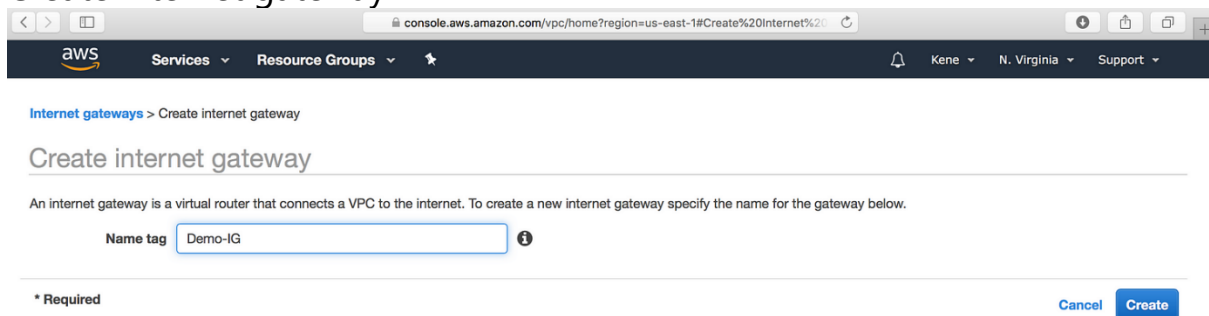 Create internet gateway
console.aws.amazon.com/vpc/home?region=us-east-1#Create%20Internet%20
aws Services Resource Groups Kene N. Virginia Support
Internet gateways > Create internet gateway
Create internet gateway
An internet gateway is a virtual router that connects a VPC to the internet. To create a new internet gateway specify the name for the gateway below.
Name tag Demo-IG
* Required
Cancel Create